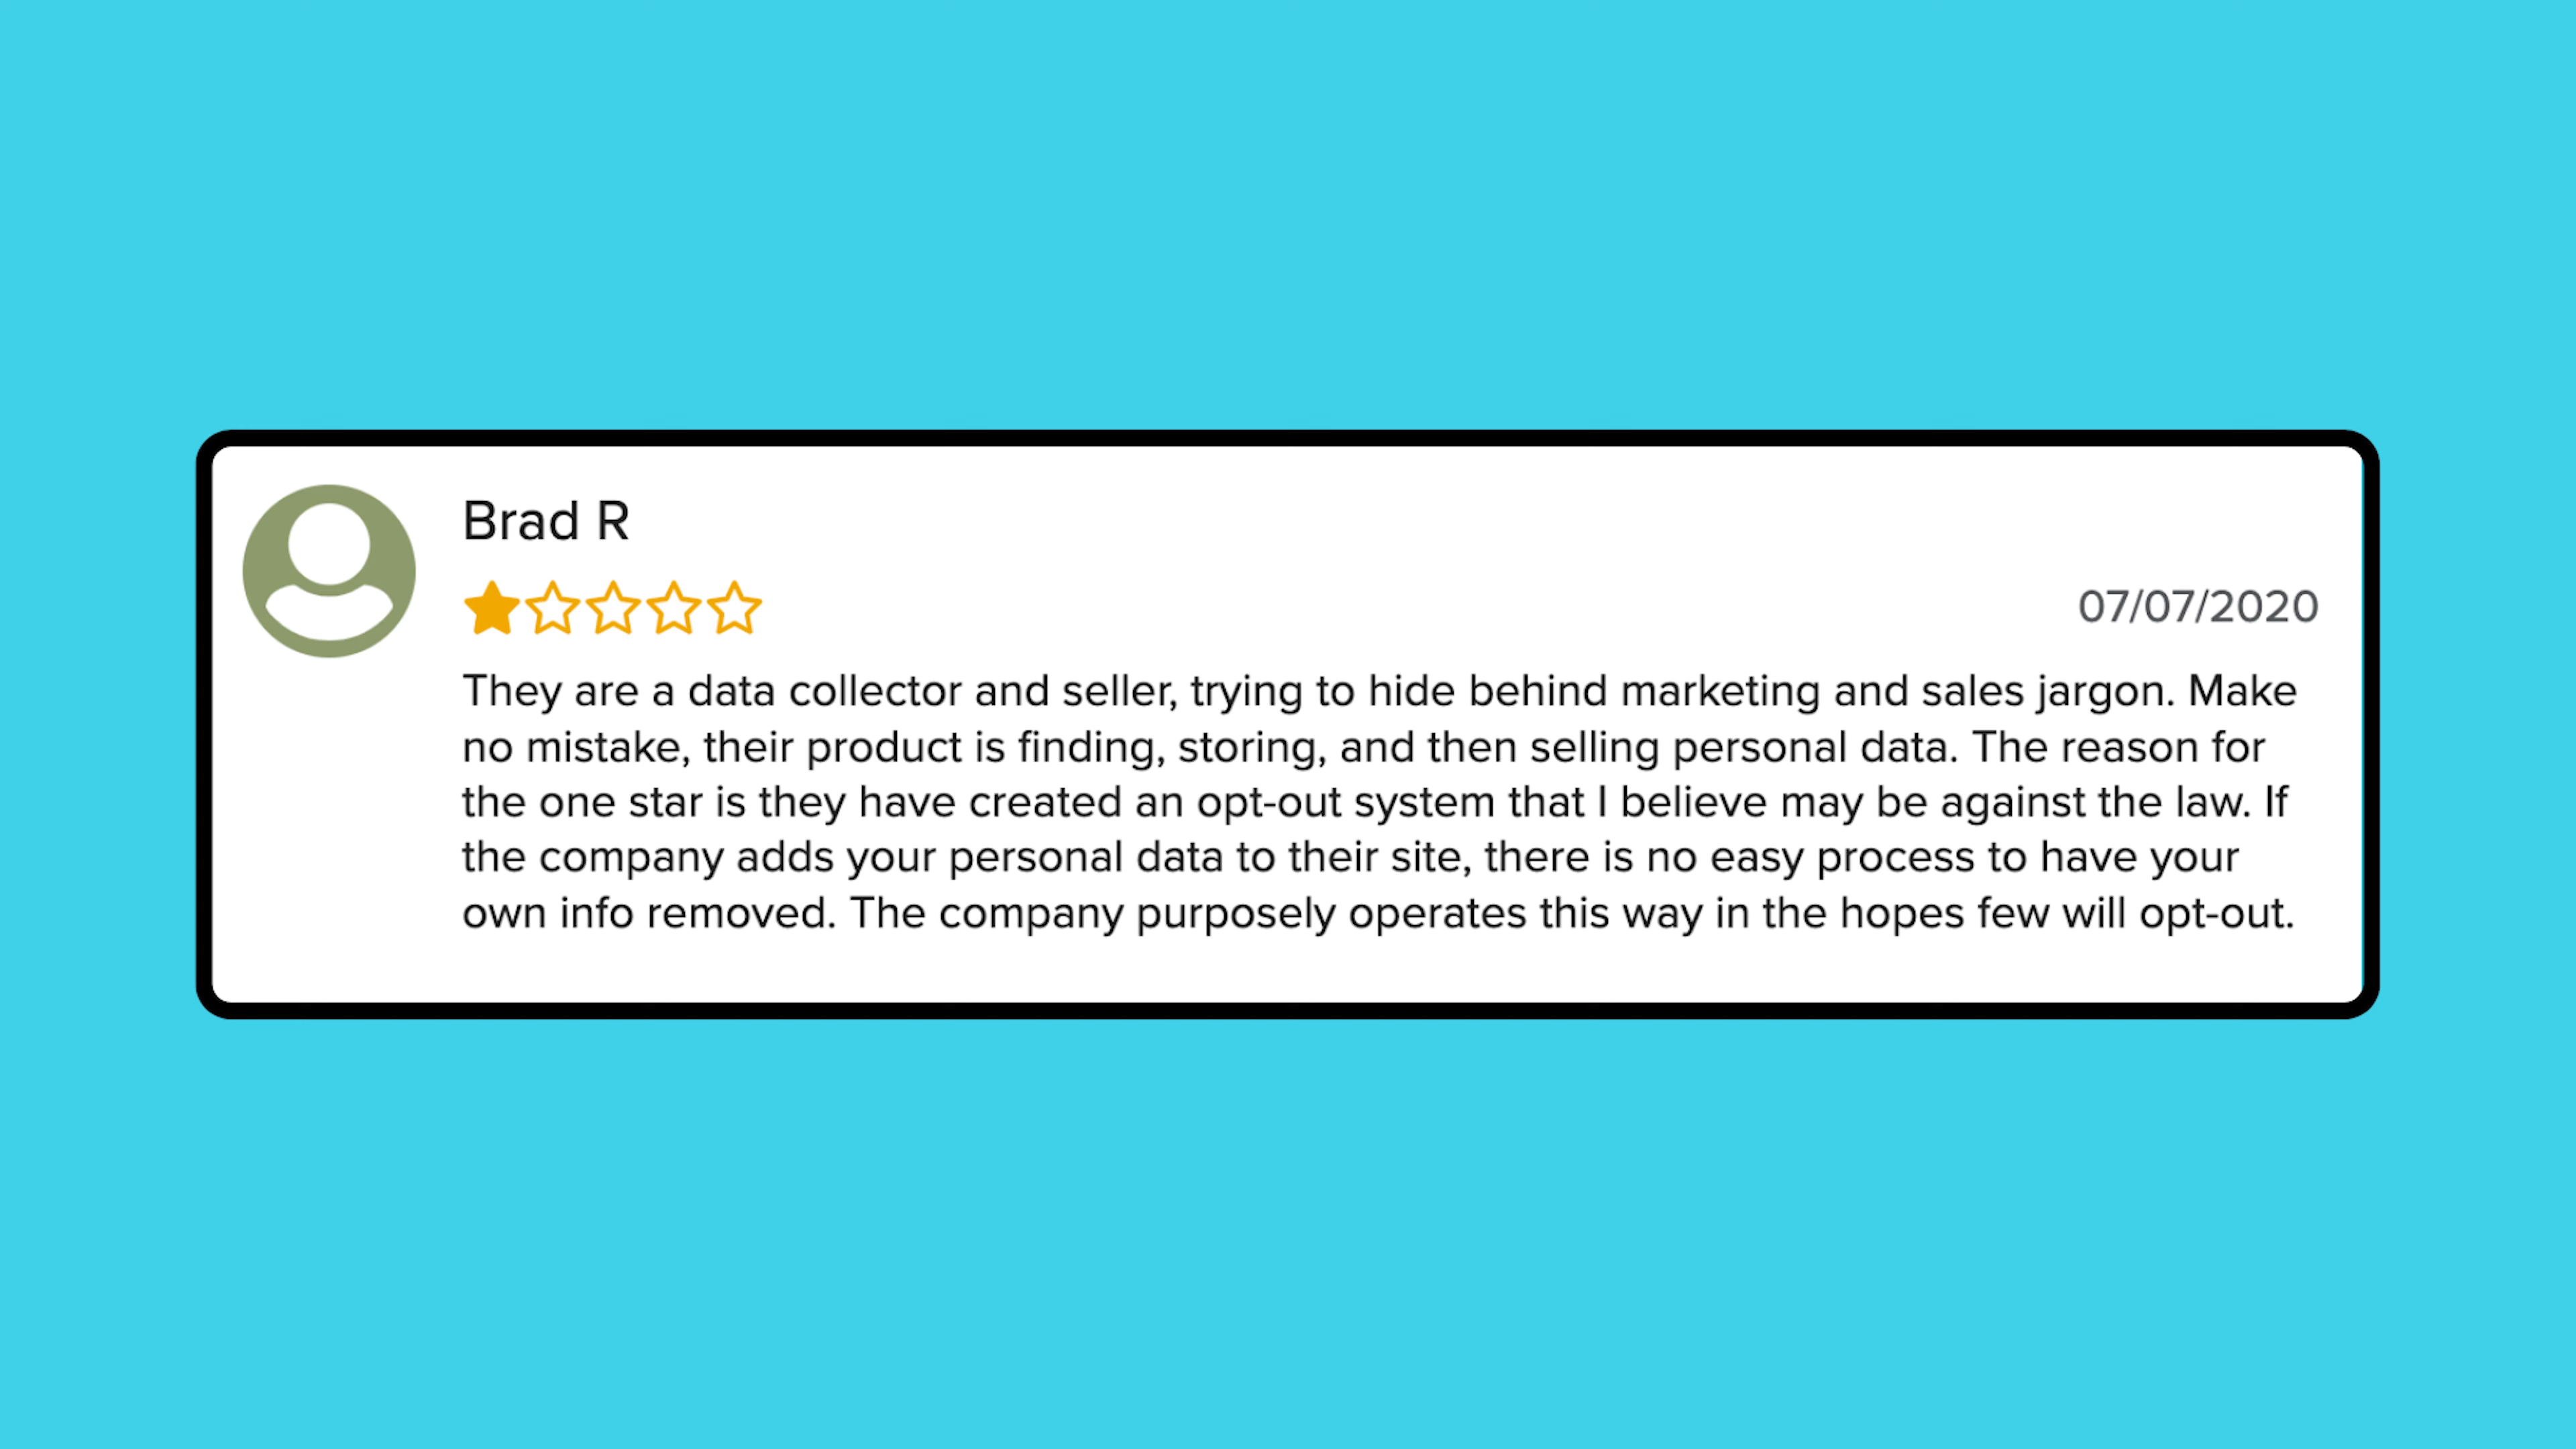 Brad R
07/07/2020
They are a data collector and seller, trying to hide behind marketing and sales jargon. Make
no mistake, their product is finding, storing, and then selling personal data. The reason for
the one star is they have created an opt-out system that I believe may be against the law. If
the company adds your personal data to their site, there is no easy process to have your
own info removed. The company purposely operates this way in the hopes few will opt-out.